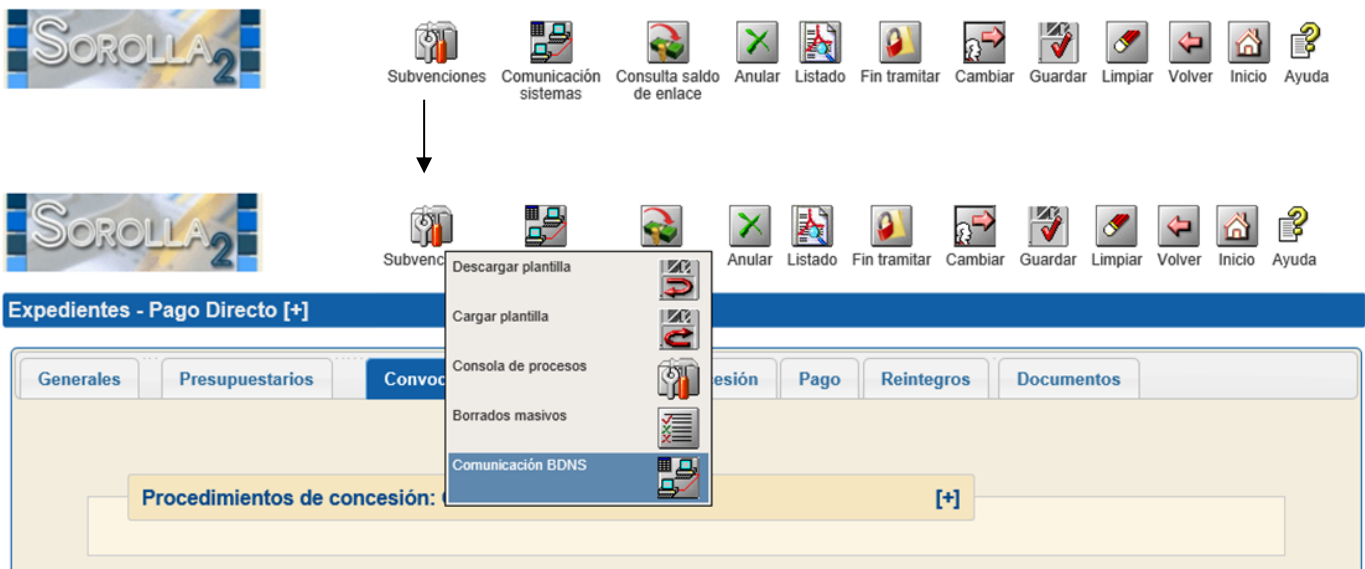 SOROLLA2
Subvenciones Comunicación sistemas Consulta saldo de enlace Anular Listado Fin tramitar Cambiar Guardar Limpiar Volver Inicio Ayuda
SOROLLA2
Subvenc Anular Listado Fin tramitar Cambiar Guardar Limpiar Volver Inicio Ayuda
Descargar plantilla
Expedientes - Pago Directo [+]
Cargar plantilla
Consola de procesos
Generales Presupuestarios Convoc esión Pago Reintegros Documentos
Borrados masivos
Comunicación BDNS
Procedimientos de concesión: [+]